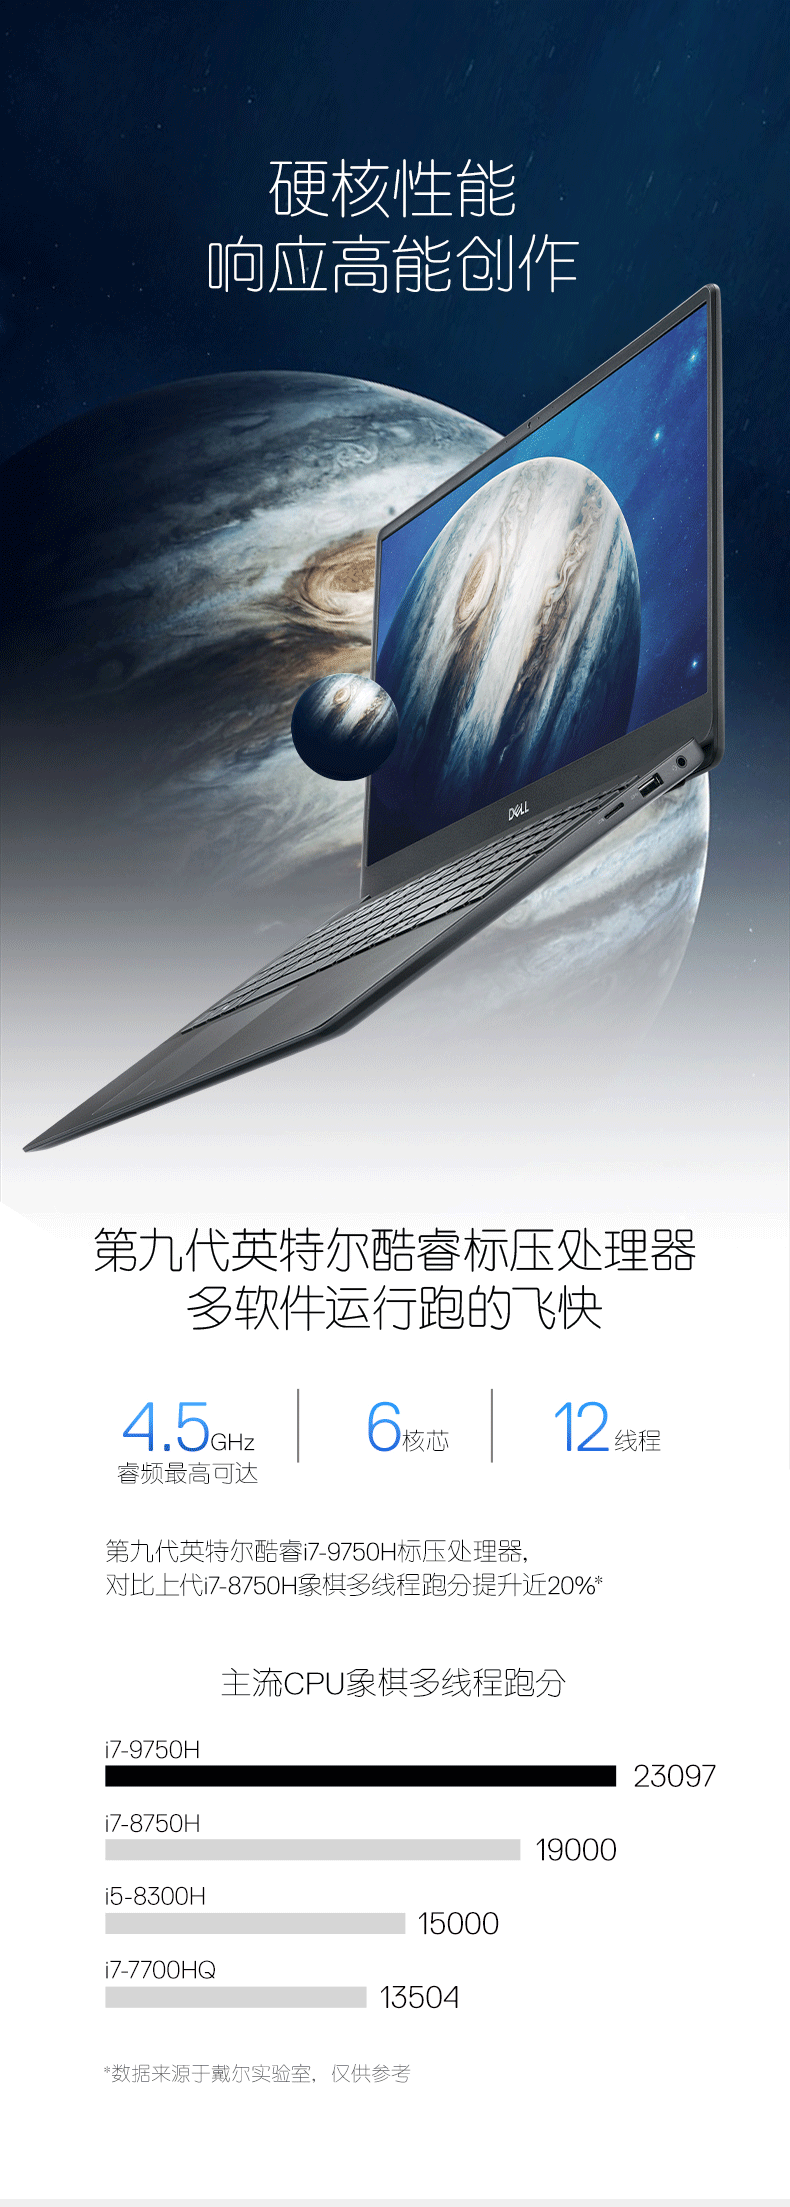 硬核性能
响应高能创作
DELL
第九代英特尔酷睿标压处理器
多软件运行跑的飞快
4.5GHz
睿频最高可达
6核芯
12线程
第九代英特尔酷睿i7-9750H标压处理器,
对比上代i7-8750H象棋多线程跑分提升近20%*
主流CPU象棋多线程跑分
i7-9750H
23097
i7-8750H
19000
i5-8300H
15000
i7-7700HQ
13504
*数据来源于戴尔实验室，仅供参考